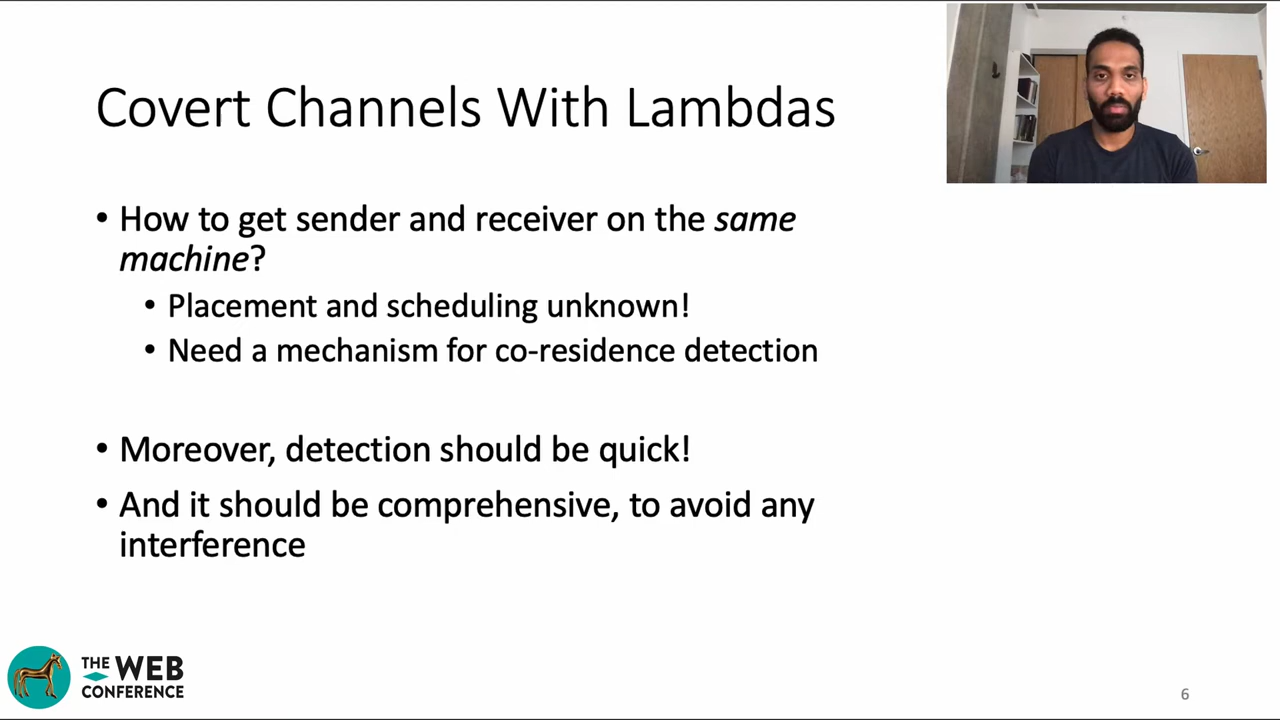 Covert Channels With Lambdas
• How to get sender and receiver on the same
machine?
• Placement and scheduling unknown!
• Need a mechanism for co-residence detection
• Moreover, detection should be quick!
• And it should be comprehensive, to avoid any
interference
THE WEB
CONFERENCE
6